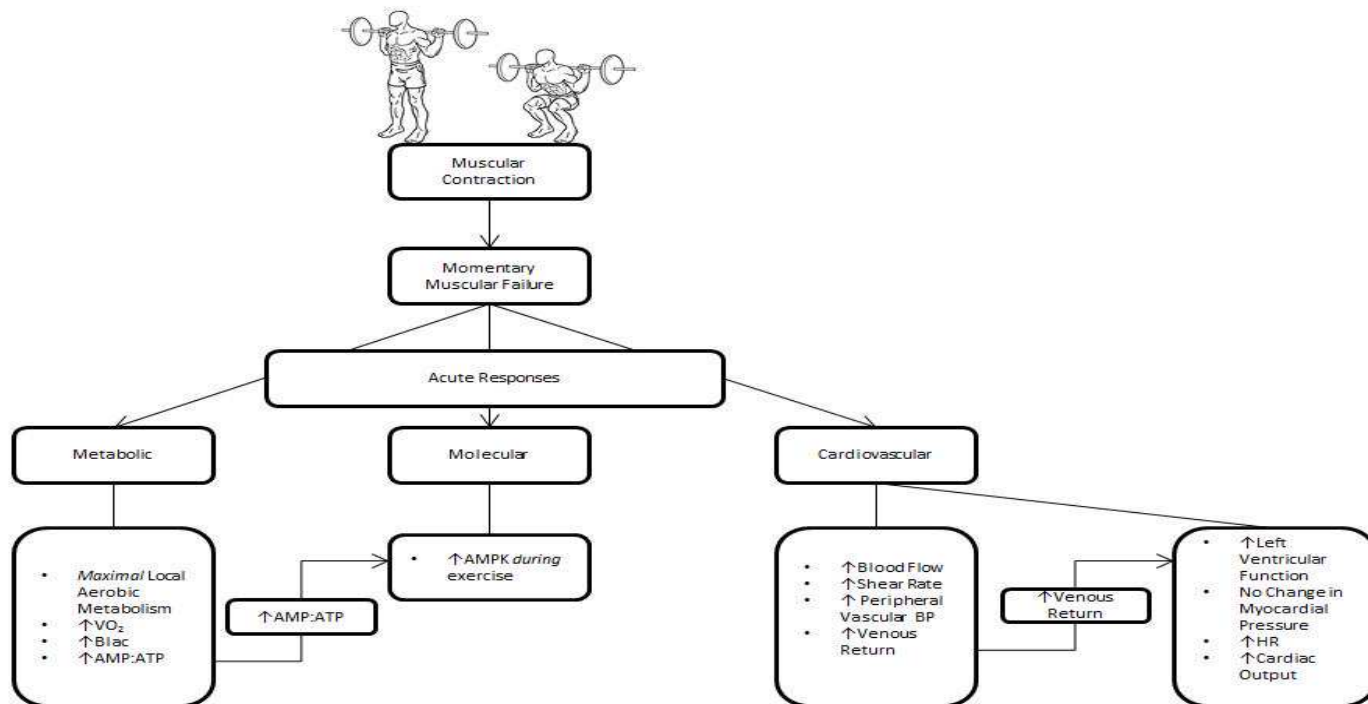 Muscular
Contraction
Momentary
Muscular Failure
Acute Responses
Metabolic
Molecular
Cardiovascular
• Maximal Local
Aerobic
Metabolism
• ↑VO₂
• ↑Blac
• ↑AMP:ATP
↑AMP:ATP
• ↑AMPK during
exercise
• ↑Blood Flow
• ↑Shear Rate
• ↑ Peripheral
Vascular BP
• ↑Venous
Return
↑Venous
Return
• ↑Left
Ventricular
Function
• No Change in
Myocardial
Pressure
• ↑HR
• ↑Cardiac
Output